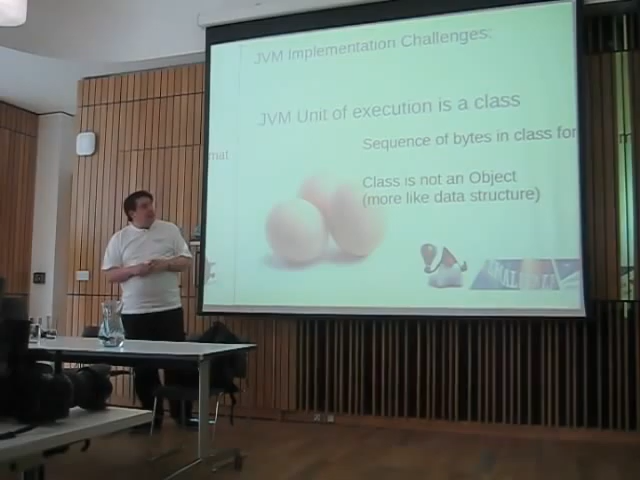 JVM Implementation Challenges:
JVM Unit of execution is a class
Sequence of bytes in class for
mat
Class is not an Object
(more like data structure)